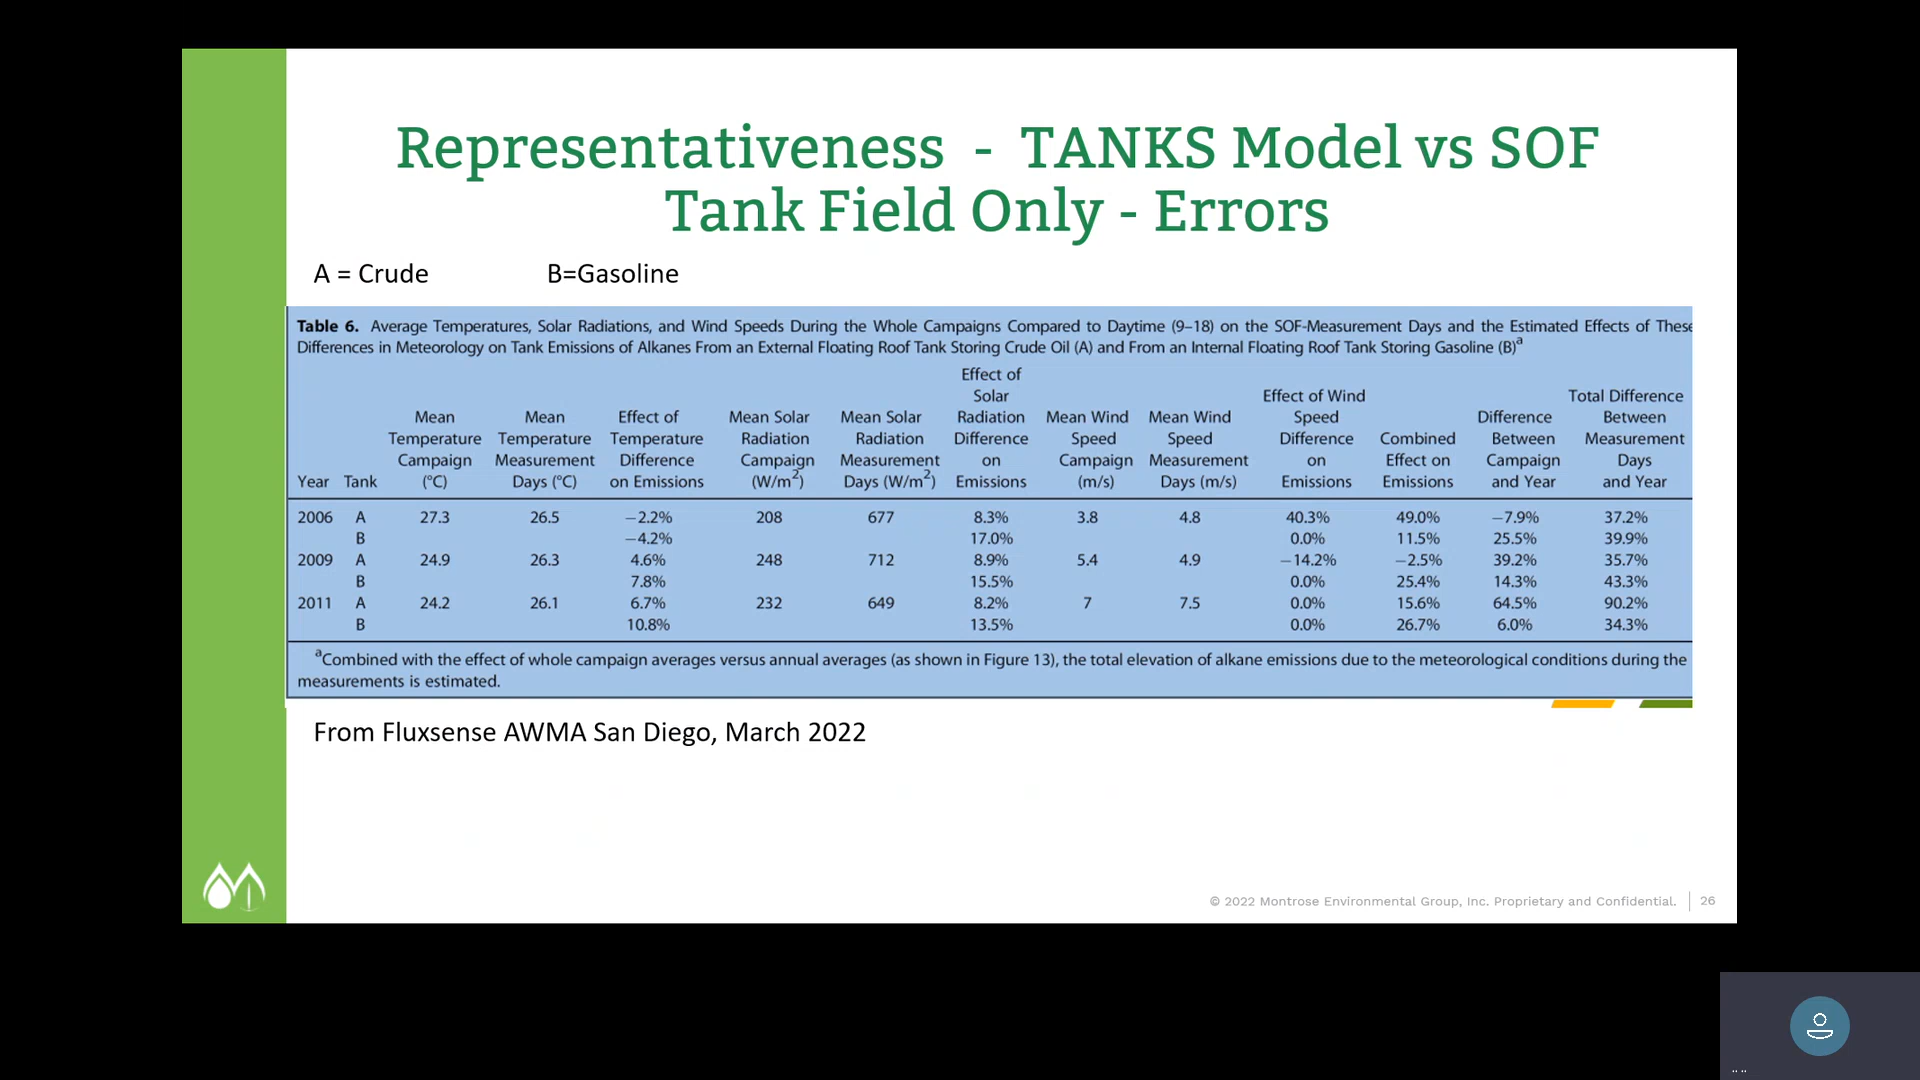 Representativeness - TANKS Model vs SOF
Tank Field Only - Errors
A = Crude B=Gasoline
Table 6. Average Temperatures, Solar Radiations, and Wind Speeds During the Whole Campaigns Compared to Daytime (9–18) on the SOF-Measurement Days and the Estimated Effects of These
Differences in Meteorology on Tank Emissions of Alkanes From an External Floating Roof Tank Storing Crude Oil (A) and From an Internal Floating Roof Tank Storing Gasoline (B)a
Effect of
Solar Effect of Wind Total Difference
Mean Mean Effect of Mean Solar Mean Solar Radiation Mean Wind Mean Wind Speed Difference Between
Temperature Temperature Temperature Radiation Radiation Difference Speed Speed Difference Combined Between Measurement
Campaign Measurement Difference Campaign Measurement on Campaign Measurement on Effect on Campaign Days
Year Tank (°C) Days (°C) on Emissions (W/m2) Days (W/m2) Emissions (m/s) Days (m/s) Emissions Emissions and Year and Year
2006 A 27.3 26.5 −2.2% 208 677 8.3% 3.8 4.8 40.3% 49.0% −7.9% 37.2%
B −4.2% 17.0% 0.0% 11.5% 25.5% 39.9%
2009 A 24.9 26.3 4.6% 248 712 8.9% 5.4 4.9 −14.2% −2.5% 39.2% 35.7%
B 7.8% 15.5% 0.0% 25.4% 14.3% 43.3%
2011 A 24.2 26.1 6.7% 232 649 8.2% 7 7.5 0.0% 15.6% 64.5% 90.2%
B 10.8% 13.5% 0.0% 26.7% 6.0% 34.3%
aCombined with the effect of whole campaign averages versus annual averages (as shown in Figure 13), the total elevation of alkane emissions due to the meteorological conditions during the
measurements is estimated.
From Fluxsense AWMA San Diego, March 2022
© 2022 Montrose Environmental Group, Inc. Proprietary and Confidential. 26